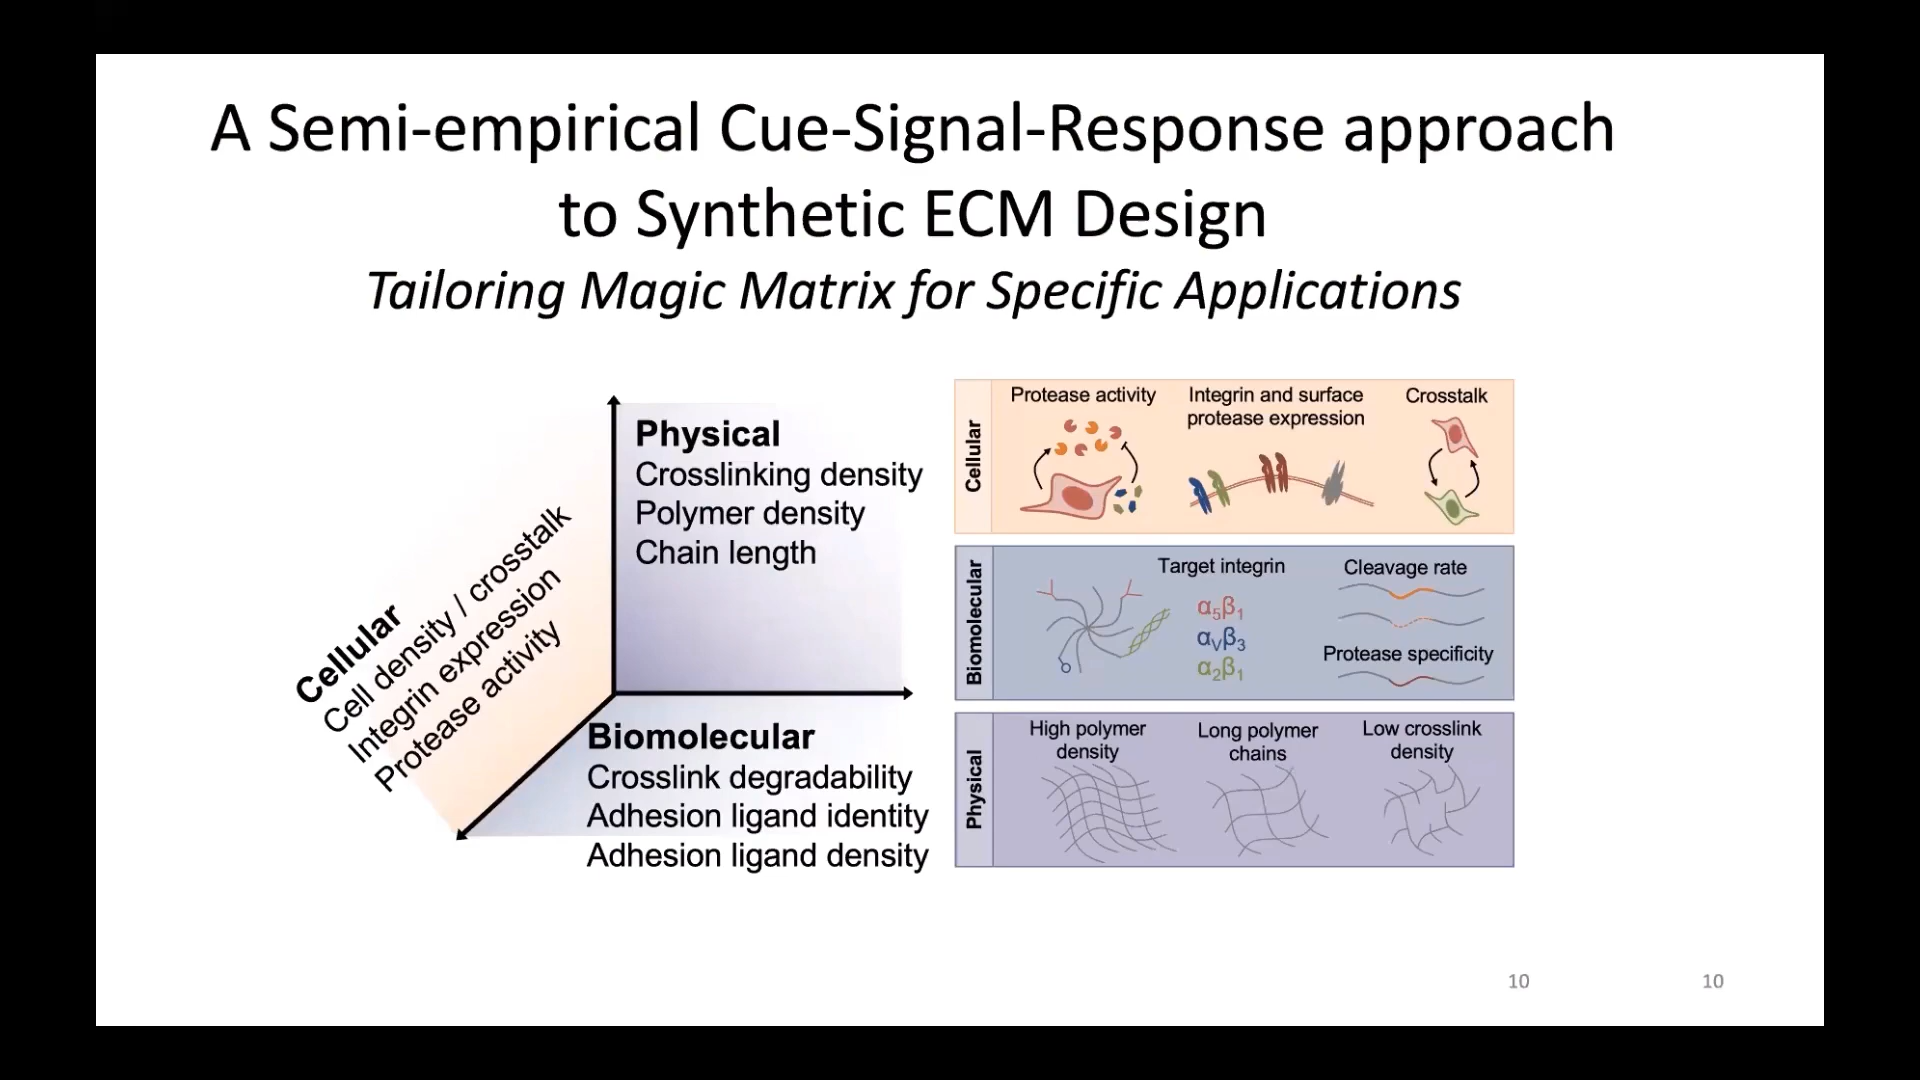 A Semi-empirical Cue-Signal-Response approach
to Synthetic ECM Design
Tailoring Magic Matrix for Specific Applications
Physical
Crosslinking density
Polymer density
Chain length
Cellular
Cell density / crosstalk
Integrin expression
Protease activity
Biomolecular
Crosslink degradability
Adhesion ligand identity
Adhesion ligand density
Cellular
Protease activity
Integrin and surface
protease expression
Crosstalk
Biomolecular
Target integrin
α₅β₁
αᵥβ₃
α₂β₁
Cleavage rate
Protease specificity
Physical
High polymer
density
Long polymer
chains
Low crosslink
density
10
10